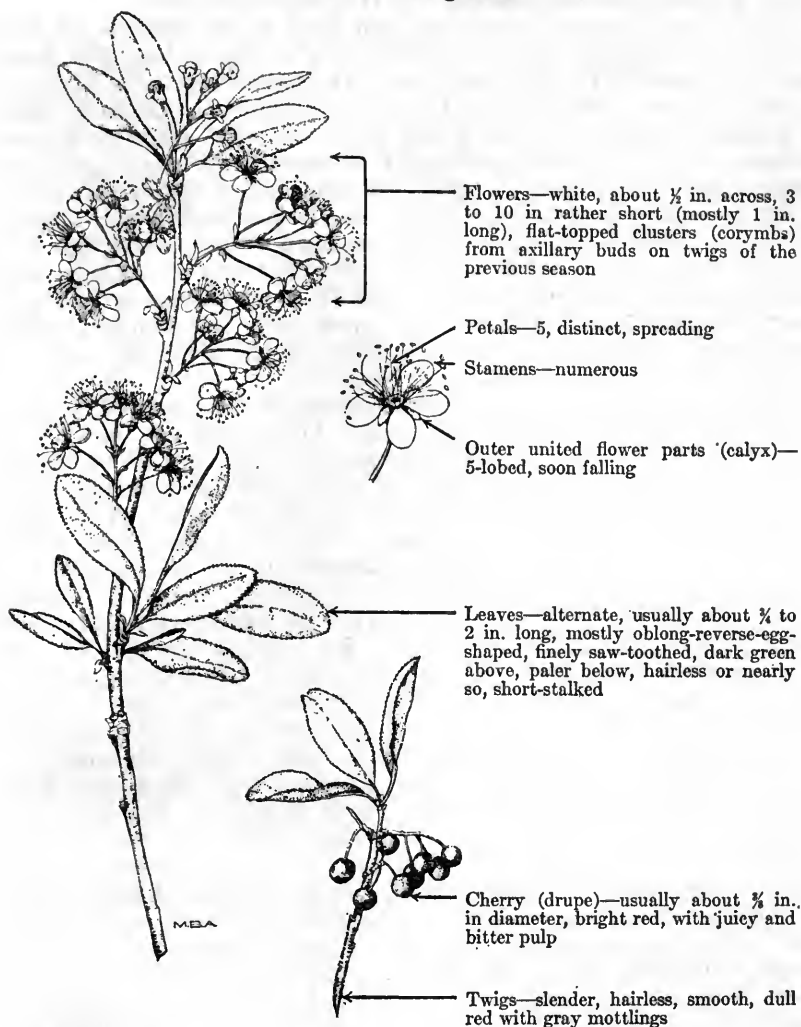 Flowers—white, about ½ in. across, 3
to 10 in rather short (mostly 1 in.
long), flat-topped clusters (corymbs)
from axillary buds on twigs of the
previous season
Petals—5, distinct, spreading
Stamens—numerous
Outer united flower parts (calyx)—
5-lobed, soon falling
Leaves—alternate, usually about ¾ to
2 in. long, mostly oblong-reverse-egg-
shaped, finely saw-toothed, dark green
above, paler below, hairless or nearly
so, short-stalked
Cherry (drupe)—usually about in.
in diameter, bright red, with juicy and
bitter pulp
Twigs—slender, hairless, smooth, dull
red with gray mottlings
M.B.A.